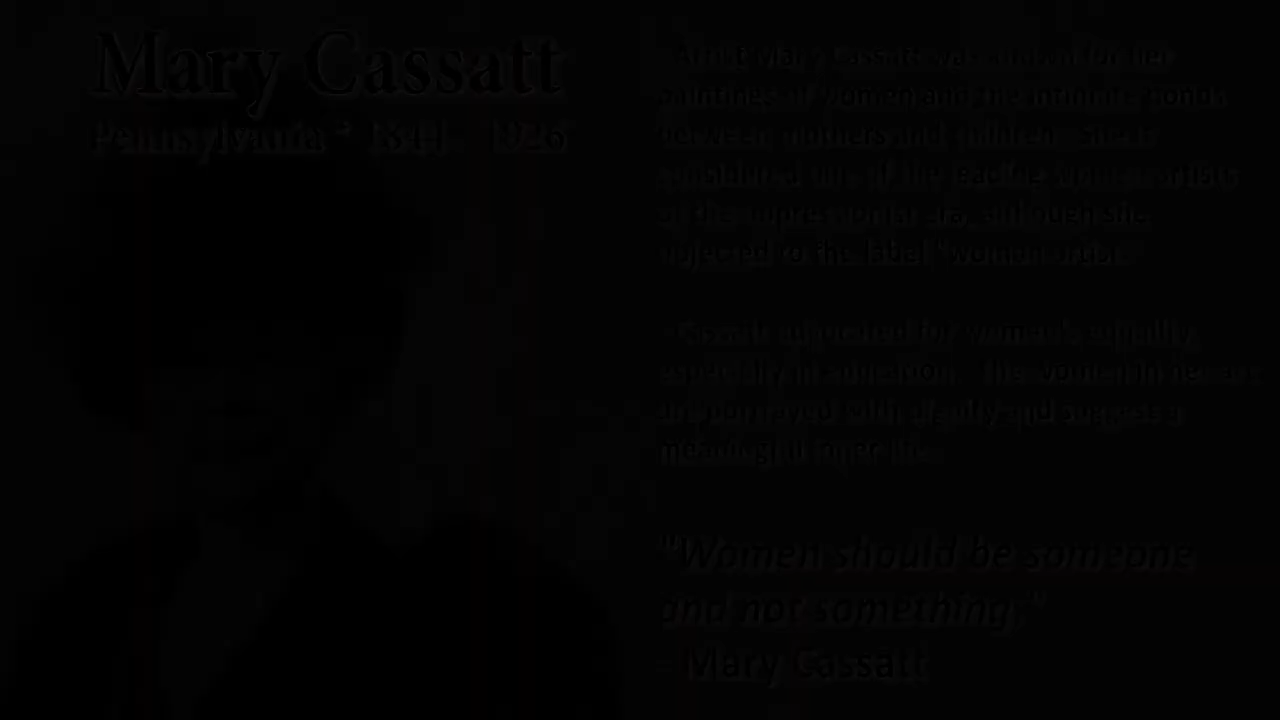 Mary Cassatt
Pennsylvania * 1844 - 1926
Artist Mary Cassatt was known for her
paintings of women and the intimate bonds
between mothers and children. She is
considered one of the earlier women artists
of the impressionist era, although she
objected to the label "women artist."
Cassatt supported for women's equality,
especially in education. The women in her art
are portrayed with dignity and suggest a
meaningful inner life.
"Women should be someone
and not something,"
- Mary Cassatt